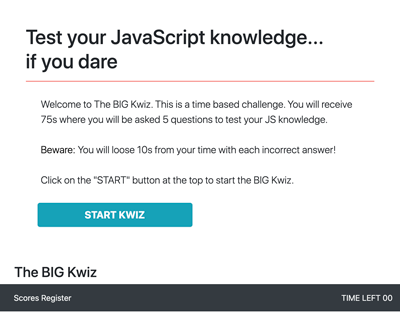 Test your JavaScript knowledge...
if you dare
Welcome to The BIG Kwiz. This is a time based challenge. You will receive
75s where you will be asked 5 questions to test your JS knowledge.
Beware: You will loose 10s from your time with each incorrect answer!
Click on the "START" button at the top to start the BIG Kwiz.
START KWIZ
The BIG Kwiz
Scores Register
TIME LEFT 00